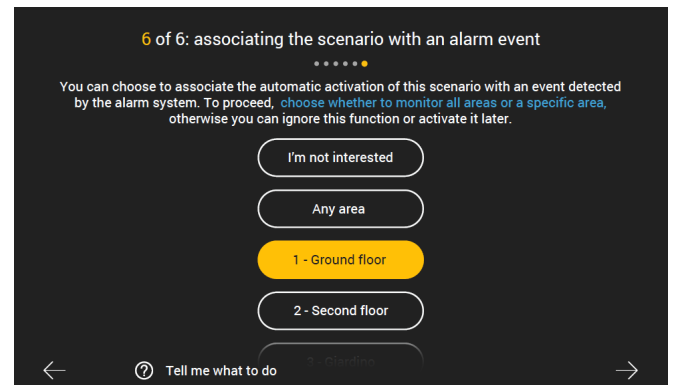 6 of 6: associating the scenario with an alarm event
You can choose to associate the automatic activation of this scenario with an event detected
by the alarm system. To proceed, choose whether to monitor all areas or a specific area,
otherwise you can ignore this function or activate it later.
I'm not interested
Any area
1 - Ground floor
2 - Second floor
Tell me what to do